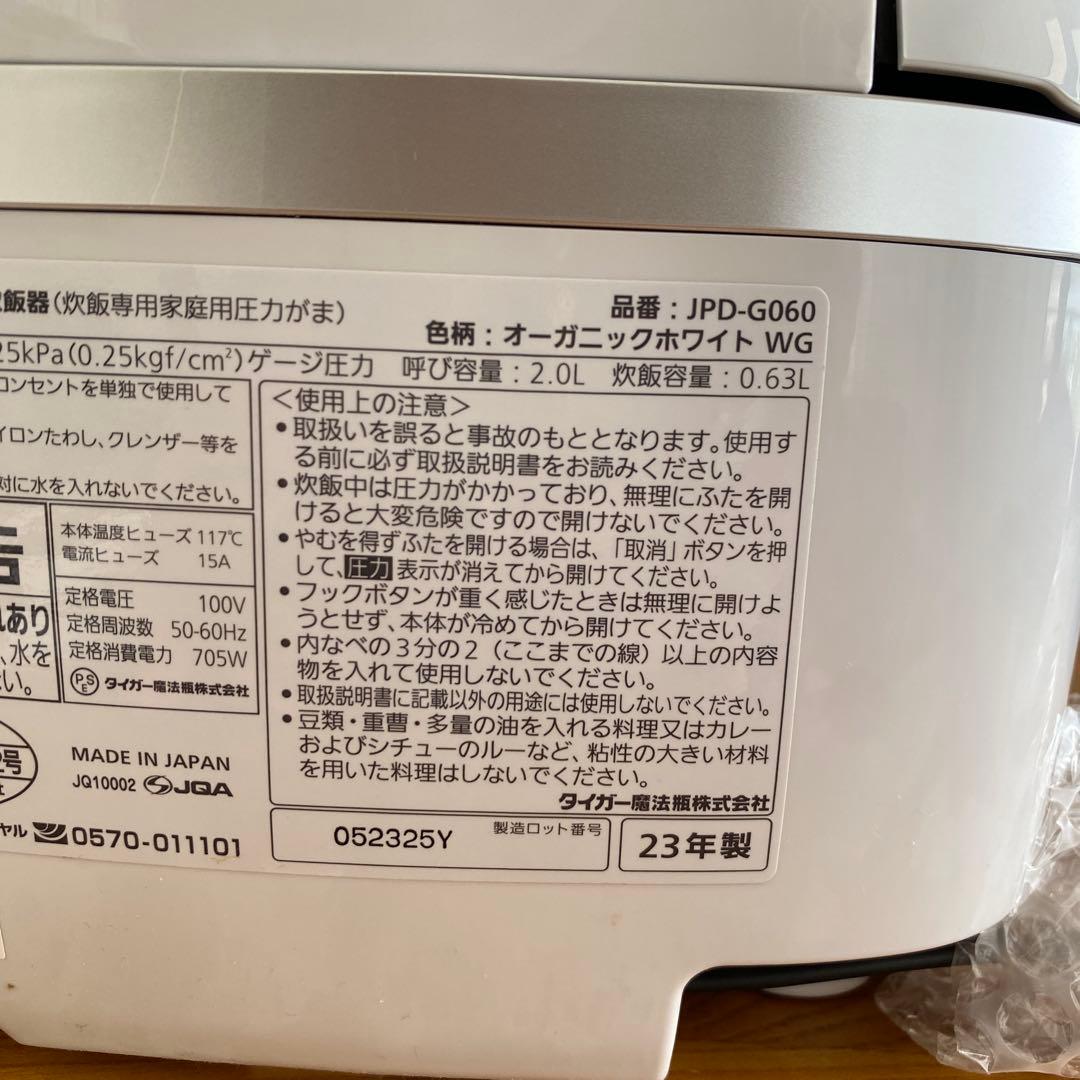 飯器(炊飯専用家庭用圧力がま)
品番：JPD-G060
色柄：オーガニックホワイト WG
25kPa(0.25kgf/cm²)ゲージ圧力 呼び容量：2.0L 炊飯容量：0.63L
コンセントを単独で使用して
イロンたわし、クレンザー等を
対に水を入れないでください。
本体温度ヒューズ 117℃
電流ヒューズ 15A
定格電圧 100V
定格周波数 50-60Hz
定格消費電力 705W
PSE タイガー魔法瓶株式会社
あり
、水を
い。
号
社
MADE IN JAPAN
JQ10002 JQA
ヤル 0570-011101
＜使用上の注意＞
●取扱いを誤ると事故のもととなります。使用す
る前に必ず取扱説明書をお読みください。
●炊飯中は圧力がかかっており、無理にふたを開
けると大変危険ですので開けないでください。
●やむを得ずふたを開ける場合は、「取消」ボタンを押
して、圧力表示が消えてから開けてください。
●フックボタンが重く感じたときは無理に開けよ
うとせず、本体が冷めてから開けてください。
●内なべの3分の2（ここまでの線）以上の内容
物を入れて使用しないでください。
●取扱説明書に記載以外の用途には使用しないでください。
●豆類・重曹・多量の油を入れる料理又はカレー
およびシチューのルーなど、粘性の大きい材料
を用いた料理はしないでください。
タイガー魔法瓶株式会社
052325Y 製造ロット番号
23年製